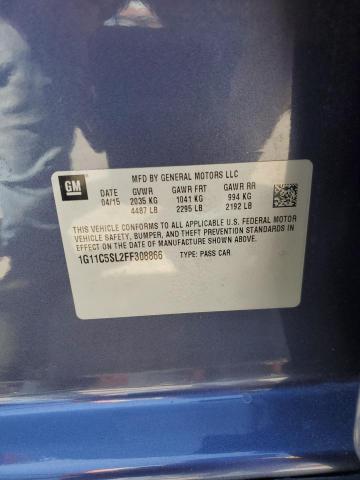 GM
MFD BY GENERAL MOTORS LLC
04/15 GVWR GAWR FRT GAWR RR
2035 KG 1041 KG 994 KG
4487 LB 2295 LB 2192 LB
THIS VEHICLE CONFORMS TO ALL APPLICABLE U.S. FEDERAL MOTOR
VEHICLE SAFETY, BUMPER, AND THEFT PREVENTION STANDARDS IN
EFFECT ON THE DATE OF MANUFACTURE SHOWN ABOVE.
1G11C5SL2FF308866 TYPE: PASS CAR